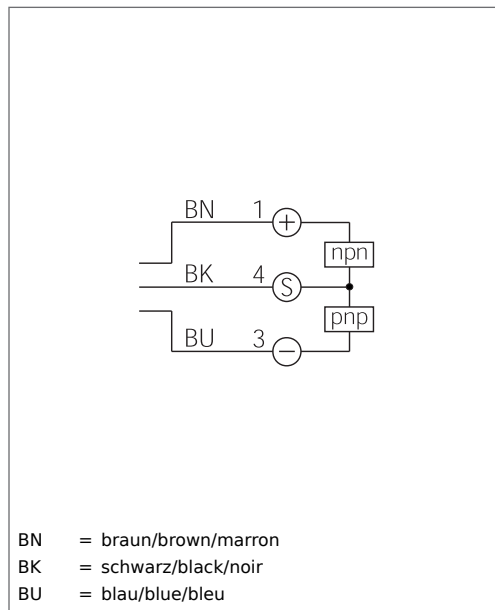 BN 1 +
npn
BK 4 S
pnp
BU 3 −
BN = braun/brown/marron
BK = schwarz/black/noir
BU = blau/blue/bleu